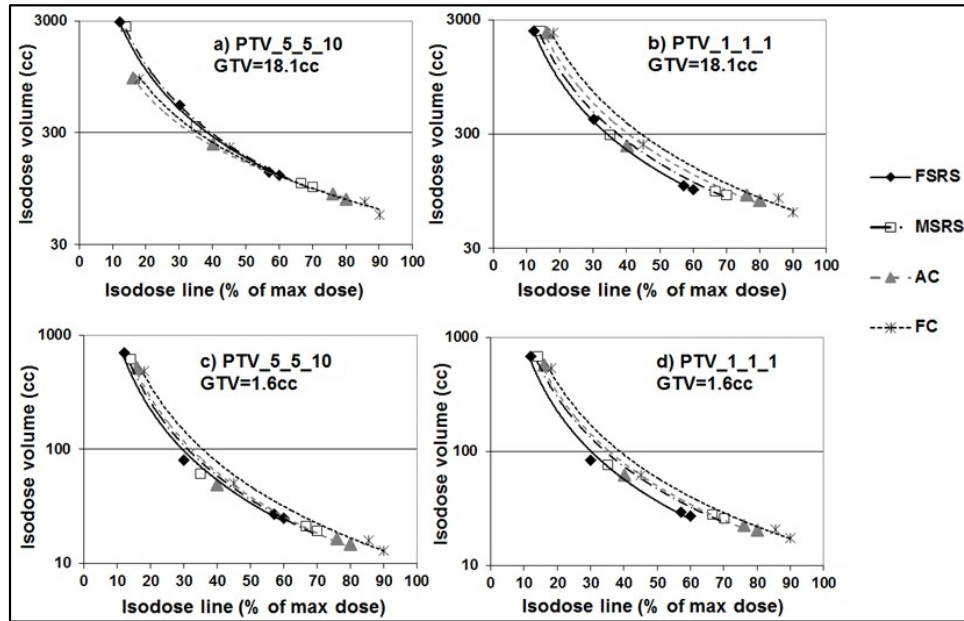 a) PTV_5_5_10
GTV=18.1cc
Isodose volume (cc)
3000
300
30
0 10 20 30 40 50 60 70 80 90 100
Isodose line (% of max dose)
b) PTV_1_1_1
GTV=18.1cc
Isodose volume (cc)
3000
300
30
0 10 20 30 40 50 60 70 80 90 100
Isodose line (% of max dose)
FSRS
MSRS
AC
FC
c) PTV_5_5_10
GTV=1.6cc
Isodose volume (cc)
1000
100
10
0 10 20 30 40 50 60 70 80 90 100
Isodose line (% of max dose)
d) PTV_1_1_1
GTV=1.6cc
Isodose volume (cc)
1000
100
10
0 10 20 30 40 50 60 70 80 90 100
Isodose line (% of max dose)